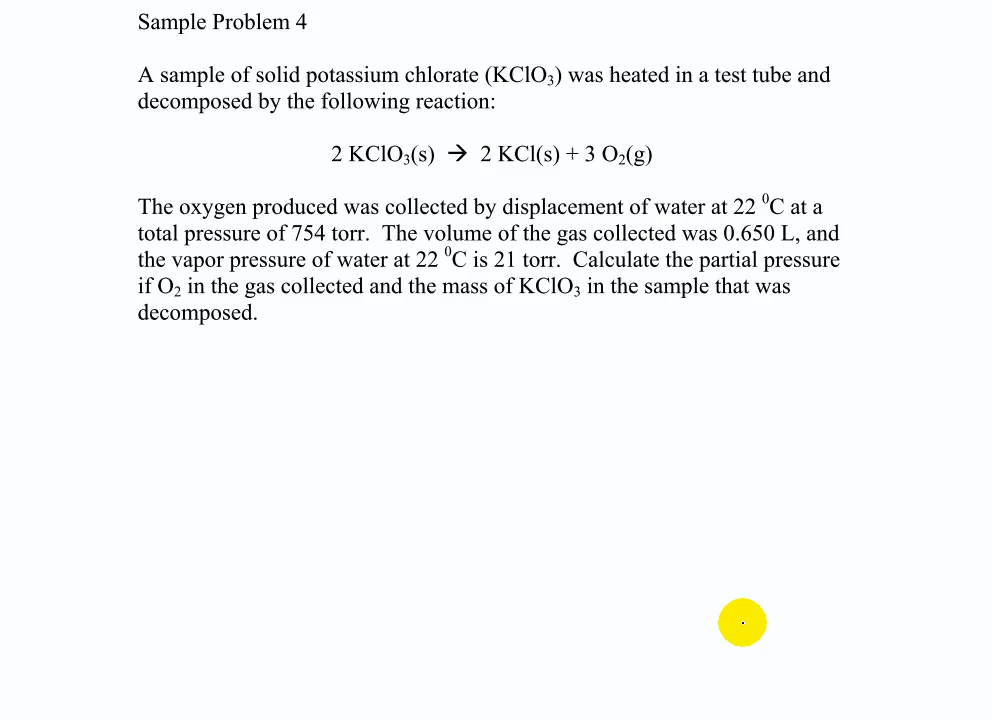 Sample Problem 4
A sample of solid potassium chlorate (KClO₃) was heated in a test tube and
decomposed by the following reaction:
2 KClO₃(s) → 2 KCl(s) + 3 O₂(g)
The oxygen produced was collected by displacement of water at 22 ⁰C at a
total pressure of 754 torr. The volume of the gas collected was 0.650 L, and
the vapor pressure of water at 22 ⁰C is 21 torr. Calculate the partial pressure
if O₂ in the gas collected and the mass of KClO₃ in the sample that was
decomposed.